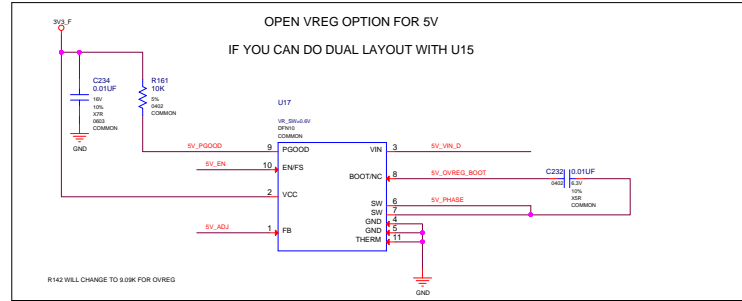 OPEN VREG OPTION FOR 5V
3V3_F
IF YOU CAN DO DUAL LAYOUT WITH U15
C234
0.01UF
16V
10%
X7R
0603
COMMON
GND
R161
10K
5%
0402
COMMON
U17
VR_SW=0.6V
DFN10
COMMON
5V_PGOOD 9 PGOOD VIN 3 5V_VIN_D
5V_EN 10 EN/FS
BOOT/NC 8 5V_OVREG_BOOT
C232 0.01UF
0402 6.3V
10%
X5R
COMMON
2 VCC
SW 6 5V_PHASE
SW 7
GND 4
5V_ADJ 1 FB GND 5
THERM 11
GND
R142 WILL CHANGE TO 9.09K FOR OVREG